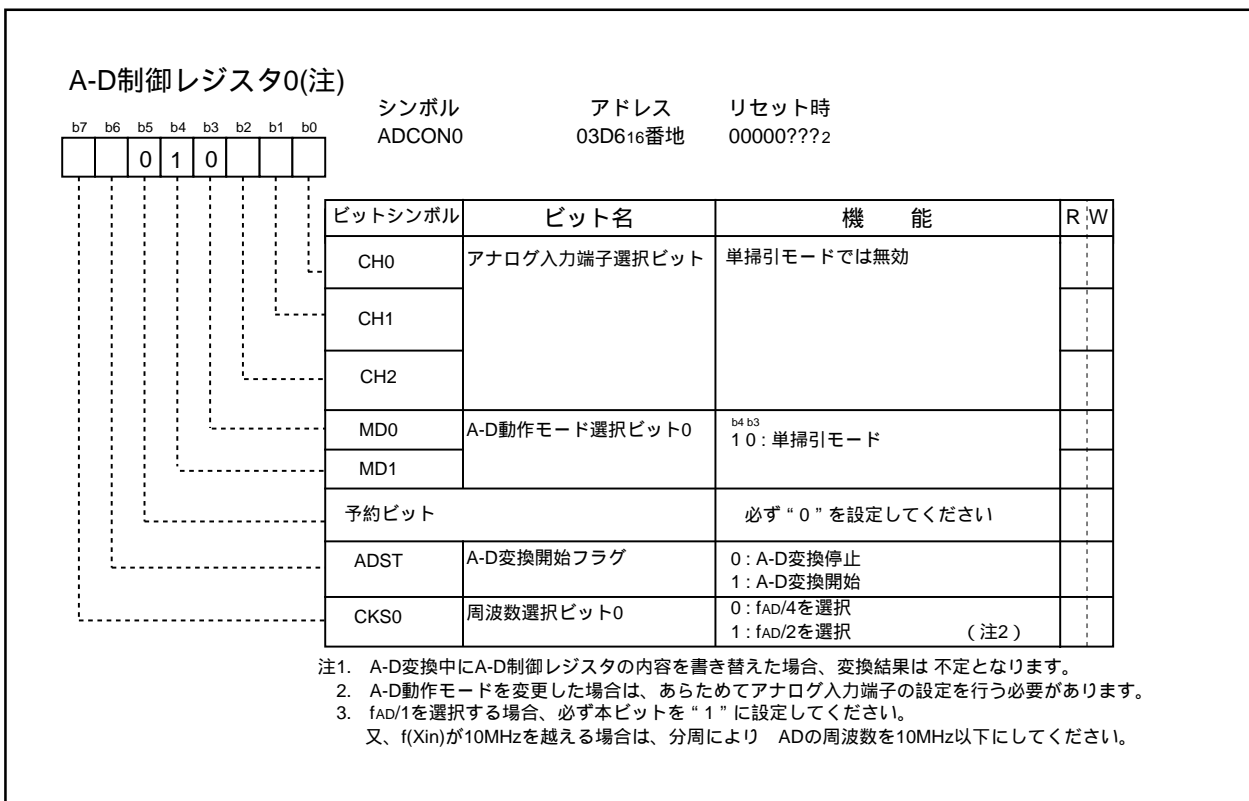 A-D制御レジスタ0(注)
シンボル アドレス リセット時
ADCON0 03D616番地 00000???2
b7 b6 b5 b4 b3 b2 b1 b0
0 1 0
ビットシンボル ビット名 機 能 R W
CH0 アナログ入力端子選択ビット 単掃引モードでは無効
CH1
CH2
MD0 A-D動作モード選択ビット0 b4 b3
1 0 : 単掃引モード
MD1
予約ビット 必ず“0”を設定してください
ADST A-D変換開始フラグ 0 : A-D変換停止
1 : A-D変換開始
CKS0 周波数選択ビット0 0 : fAD/4を選択
1 : fAD/2を選択 (注2)
注1. A-D変換中にA-D制御レジスタの内容を書き替えた場合、変換結果は 不定となります。
2. A-D動作モードを変更した場合は、あらためてアナログ入力端子の設定を行う必要があります。
3. fAD/1を選択する場合、必ず本ビットを“1”に設定してください。
又、f(Xin)が10MHzを越える場合は、分周により ADの周波数を10MHz以下にしてください。